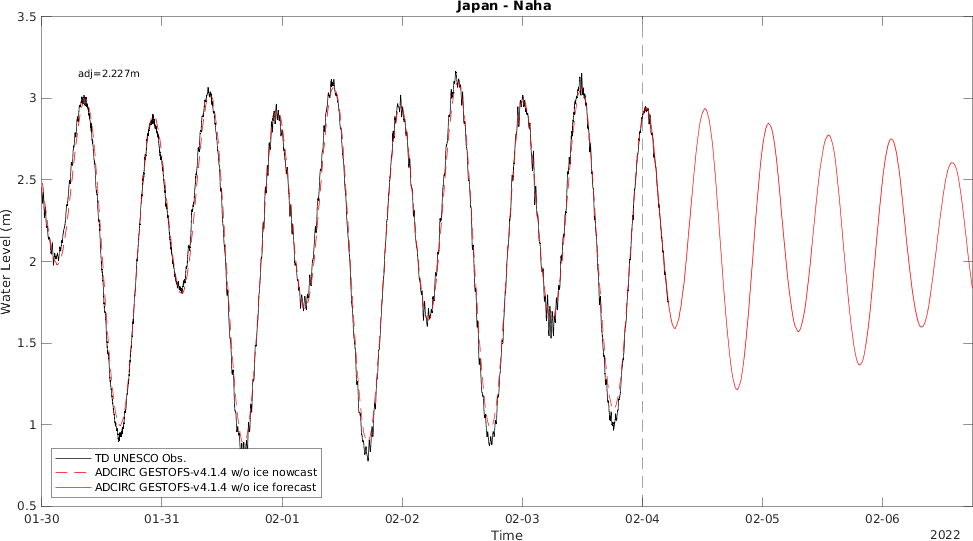 Japan - Naha
3.5
adj=2.227m
3
2.5
2
1.5
1
0.5
Water Level (m)
TD UNESCO Obs.
ADCIRC GESTOFS-v4.1.4 w/o ice nowcast
ADCIRC GESTOFS-v4.1.4 w/o ice forecast
01-30 01-31 02-01 02-02 02-03 02-04 02-05 02-06
Time
2022